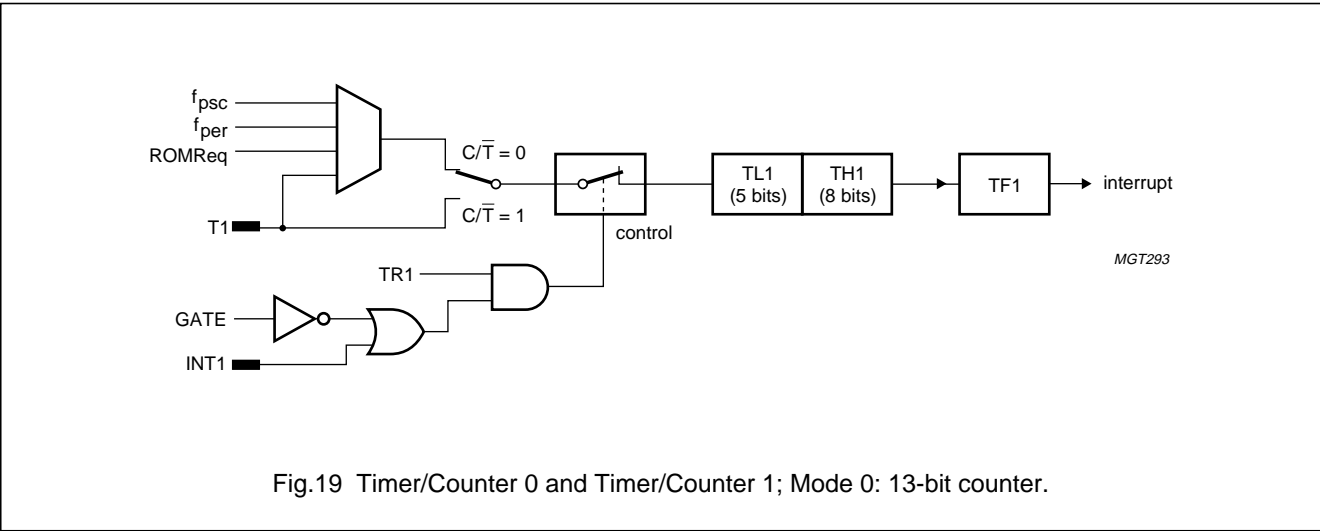 fpsc
fper
ROMReq
T1
C/T̅ = 0
C/T̅ = 1
control
TL1
(5 bits)
TH1
(8 bits)
TF1
interrupt
TR1
GATE
INT1
MGT293
Fig.19 Timer/Counter 0 and Timer/Counter 1; Mode 0: 13-bit counter.